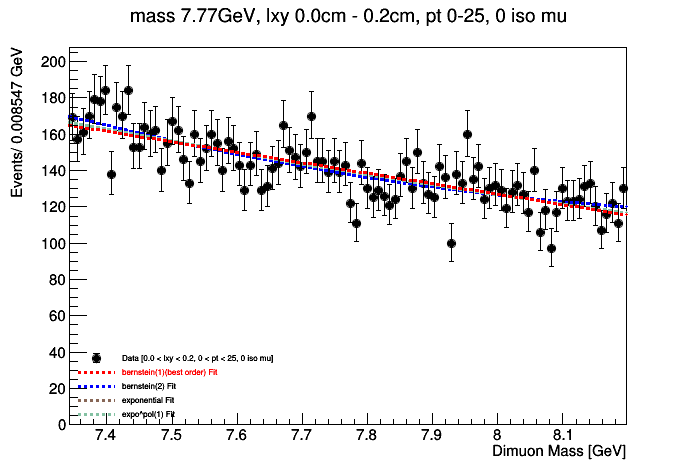 mass 7.77GeV, lxy 0.0cm - 0.2cm, pt 0-25, 0 iso mu
Events/ 0.008547 GeV
200
180
160
140
120
100
80
60
40
20
0
Data [0.0 < lxy < 0.2, 0 < pt < 25, 0 iso mu]
bernstein(1)(best order) Fit
bernstein(2) Fit
exponential Fit
expo*pol(1) Fit
7.4 7.5 7.6 7.7 7.8 7.9 8 8.1
Dimuon Mass [GeV]